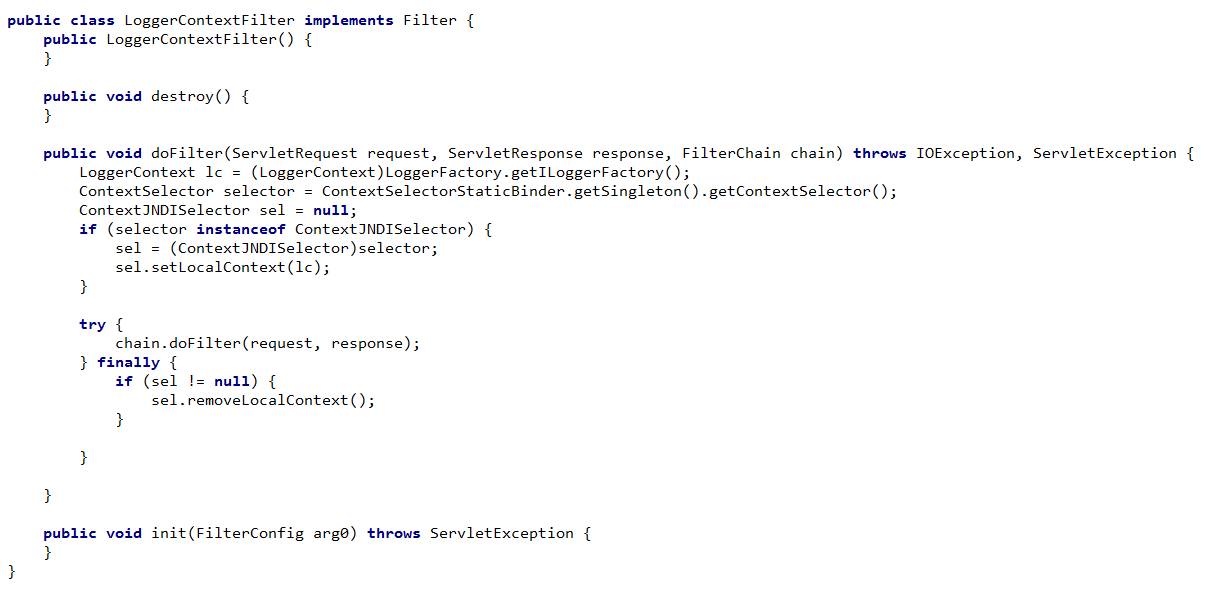 public class LoggerContextFilter implements Filter {
    public LoggerContextFilter() {
    }

    public void destroy() {
    }

    public void doFilter(ServletRequest request, ServletResponse response, FilterChain chain) throws IOException, ServletException {
        LoggerContext lc = (LoggerContext)LoggerFactory.getILoggerFactory();
        ContextSelector selector = ContextSelectorStaticBinder.getSingleton().getContextSelector();
        ContextJNDISelector sel = null;
        if (selector instanceof ContextJNDISelector) {
            sel = (ContextJNDISelector)selector;
            sel.setLocalContext(lc);
        }

        try {
            chain.doFilter(request, response);
        } finally {
            if (sel != null) {
                sel.removeLocalContext();
            }

        }

    }

    public void init(FilterConfig arg0) throws ServletException {
    }
}